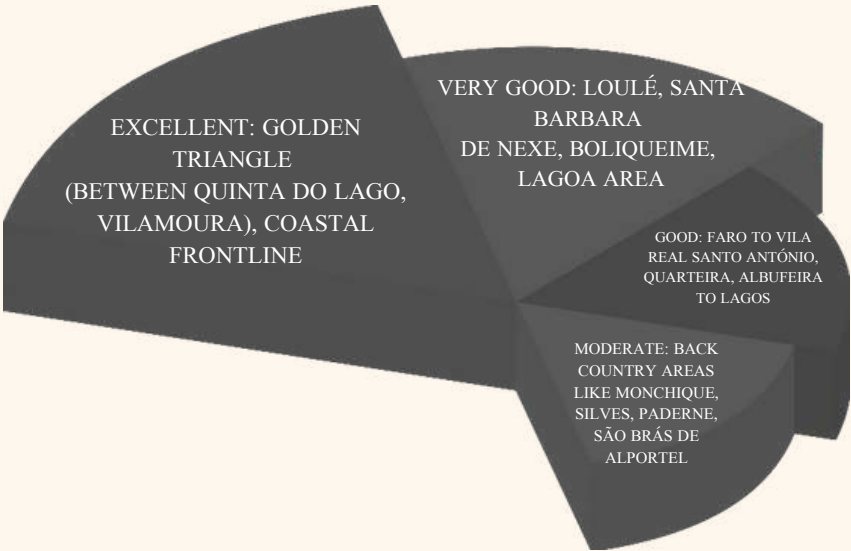 EXCELLENT: GOLDEN
TRIANGLE
(BETWEEN QUINTA DO LAGO,
VILAMOURA), COASTAL
FRONTLINE
VERY GOOD: LOULÉ, SANTA
BARBARA
DE NEXE, BOLIQUEIME,
LAGOA AREA
GOOD: FARO TO VILA
REAL SANTO ANTÓNIO,
QUARTEIRA, ALBUFEIRA
TO LAGOS
MODERATE: BACK
COUNTRY AREAS
LIKE MONCHIQUE,
SILVES, PADERNE,
SÃO BRÁS DE
ALPORTEL